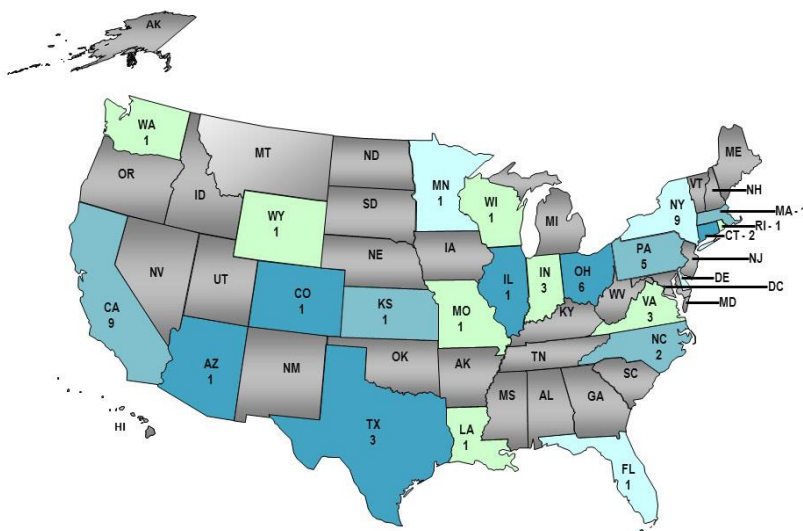 AK
WA
1
MT
ND
ME
OR
MN
1
VT
NH
ID
SD
WI
1
NY
9
MA - 1
WY
1
MI
RI - 1
CT - 2
IA
PA
5
NJ
NE
NV
UT
IL
1
IN
3
OH
6
DE
DC
CO
1
WV
MD
CA
9
KS
1
MO
1
VA
3
KY
NC
2
AZ
1
NM
OK
AK
TN
SC
MS
AL
GA
TX
3
HI
LA
1
FL
1